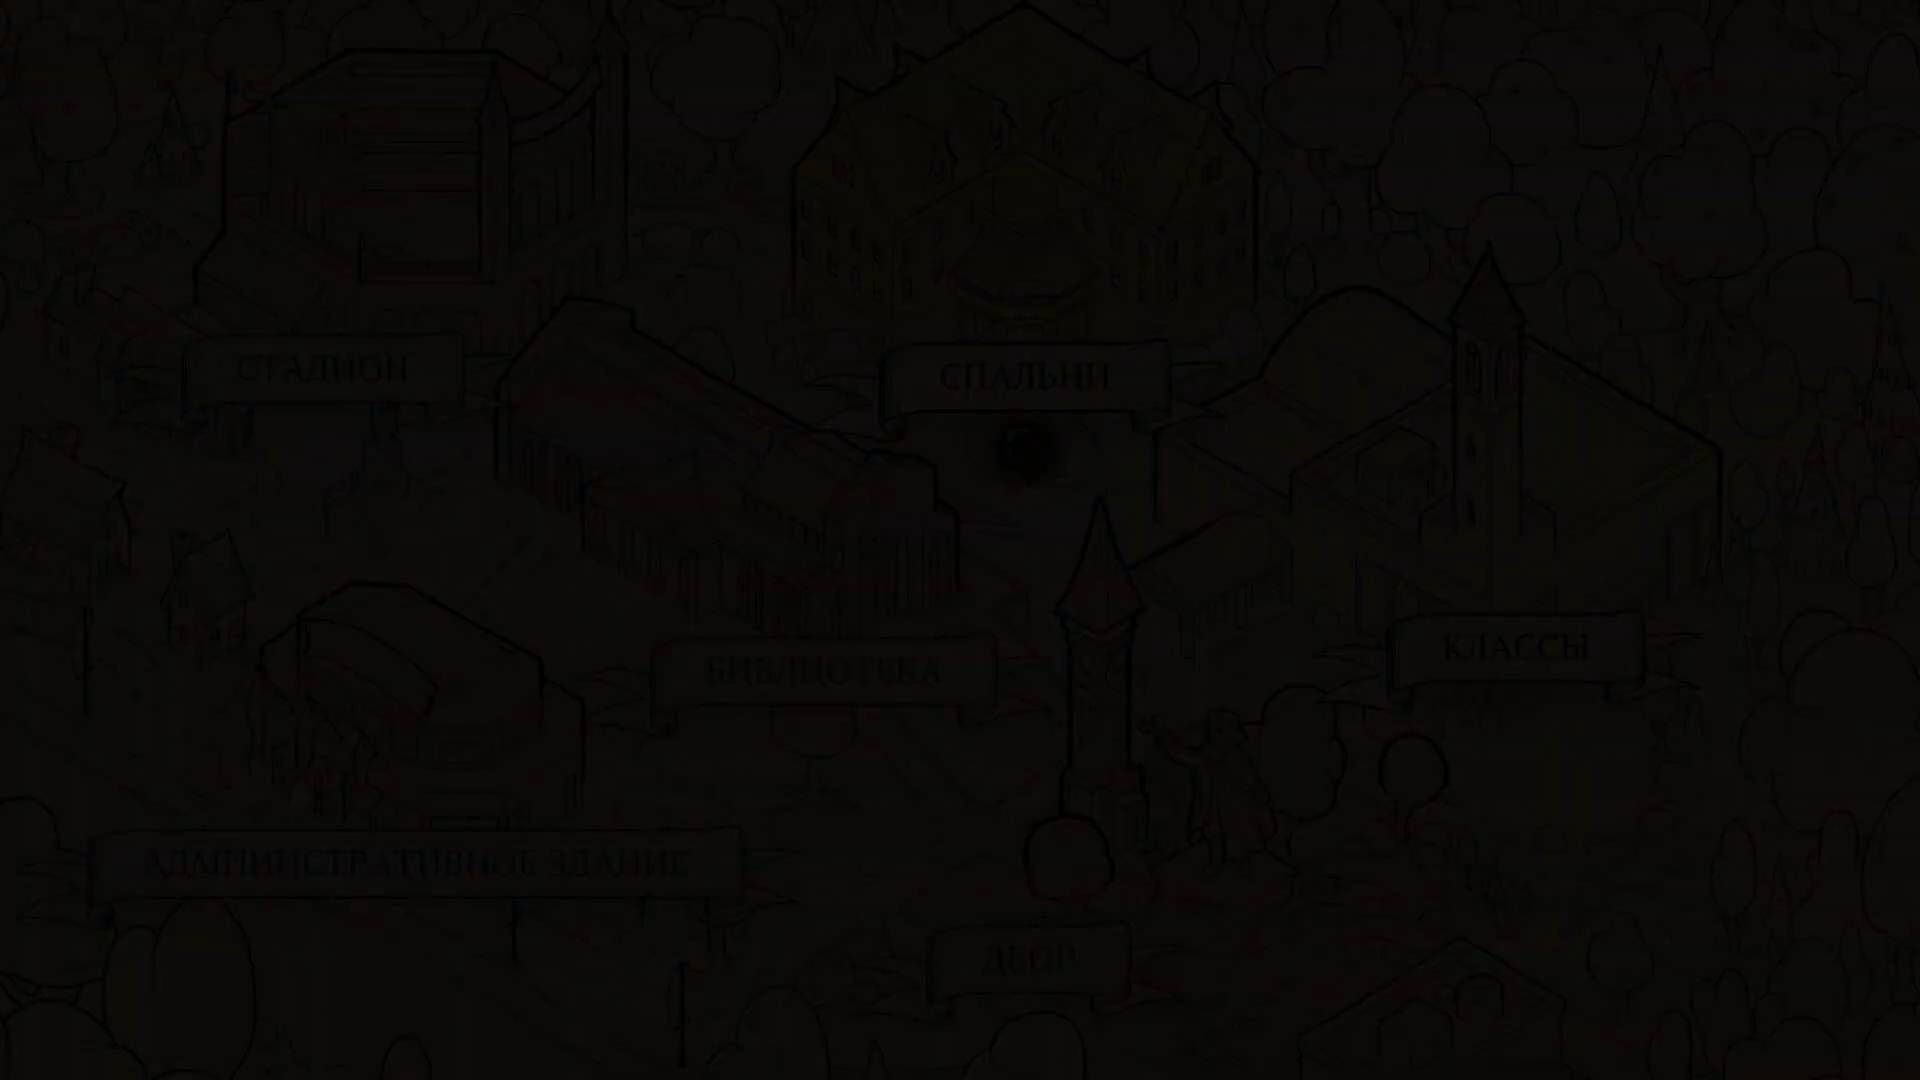 СТАДИОН
СПАЛЬНИ
БИБЛИОТЕКА
КЛАССЫ
АДМИНИСТРАТИВНОЕ ЗДАНИЕ
ДВОР